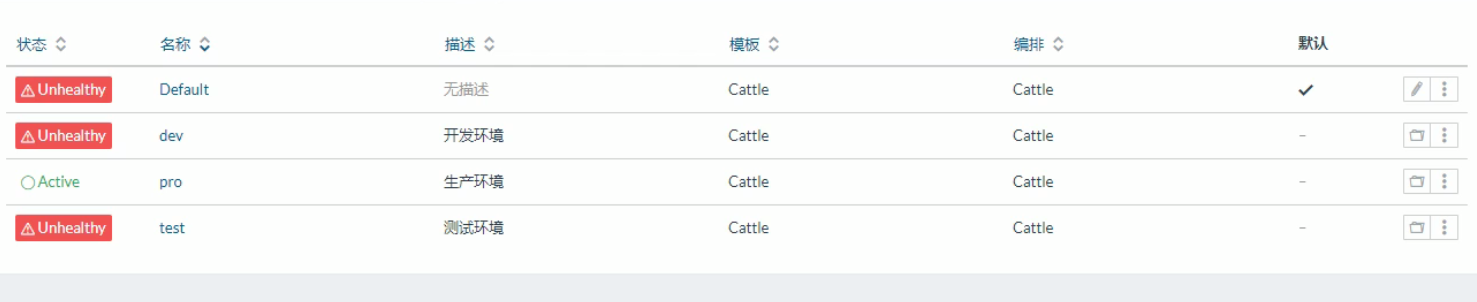 状态 名称 描述 模板 编排 默认
Unhealthy Default 无描述 Cattle Cattle
Unhealthy dev 开发环境 Cattle Cattle –
Active pro 生产环境 Cattle Cattle –
Unhealthy test 测试环境 Cattle Cattle –